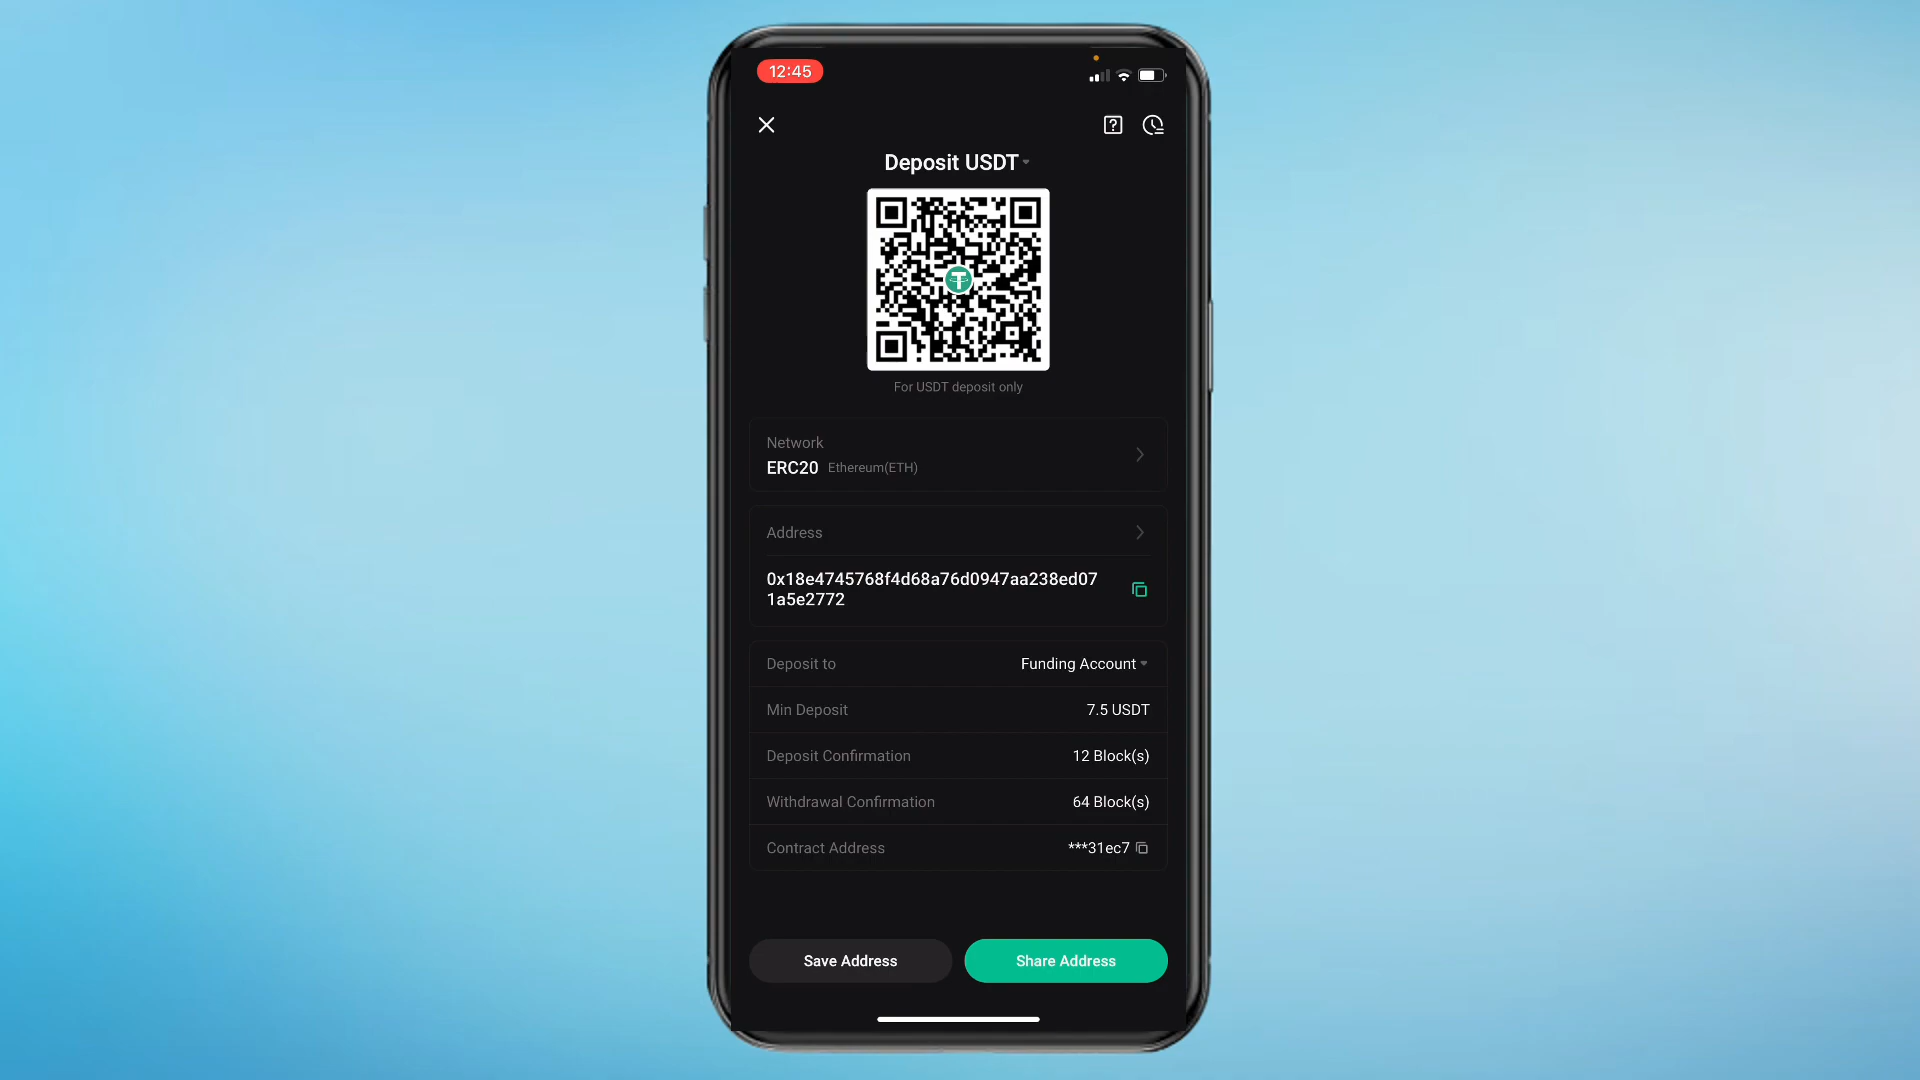 12:45
Deposit USDT
For USDT deposit only
Network
ERC20 Ethereum(ETH)
Address
0x18e4745768f4d68a76d0947aa238ed07
1a5e2772
Deposit to Funding Account
Min Deposit 7.5 USDT
Deposit Confirmation 12 Block(s)
Withdrawal Confirmation 64 Block(s)
Contract Address ***31ec7
Save Address Share Address